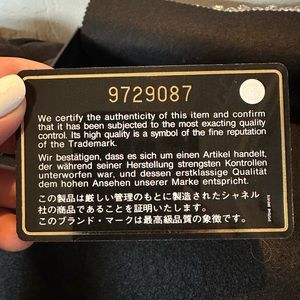 9729087
We certify the authenticity of this item and confirm
that it has been subjected to the most exacting quality
control. Its high quality is a symbol of the fine reputation
of the Trademark.
Wir bestätigen, dass es sich um einen Artikel handelt,
der während seiner Herstellung strengsten Kontrollen
unterworfen war, und dessen erstklassige Qualität
dem hohen Ansehen unserer Marke entspricht.
この製品は厳しい管理のもとに製造されたシャネル
社の商品であることを証明いたします。
このブランド・マークは最高級品質の象徴です。